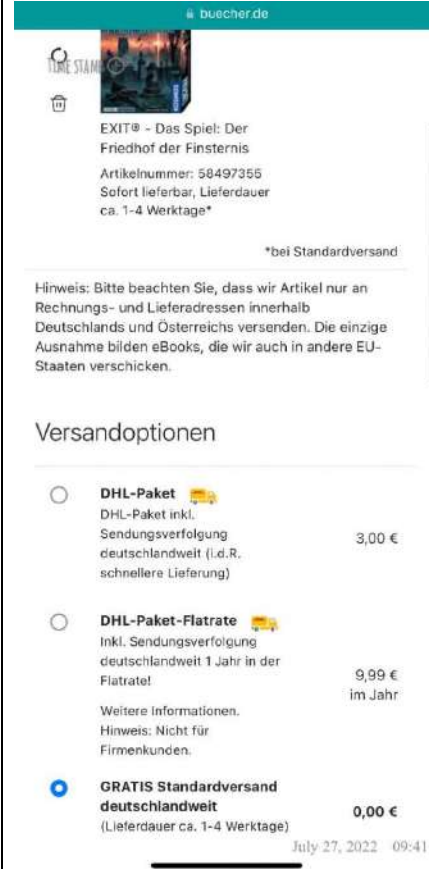 buecher.de
TIME STAMP
EXIT® - Das Spiel: Der
Friedhof der Finsternis
Artikelnummer: 58497355
Sofort lieferbar, Lieferdauer
ca. 1-4 Werktage*
*bei Standardversand
Hinweis: Bitte beachten Sie, dass wir Artikel nur an
Rechnungs- und Lieferadressen innerhalb
Deutschlands und Österreichs versenden. Die einzige
Ausnahme bilden eBooks, die wir auch in andere EU-
Staaten verschicken.
Versandoptionen
DHL-Paket
DHL-Paket inkl.
Sendungsverfolgung
deutschlandweit (i.d.R.
schnellere Lieferung)
3,00 €
DHL-Paket-Flatrate
Inkl. Sendungsverfolgung
deutschlandweit 1 Jahr in der
Flatrate!
9,99 €
im Jahr
Weitere Informationen.
Hinweis: Nicht für
Firmenkunden.
GRATIS Standardversand
deutschlandweit
(Lieferdauer ca. 1-4 Werktage)
0,00 €
July 27, 2022 09:41